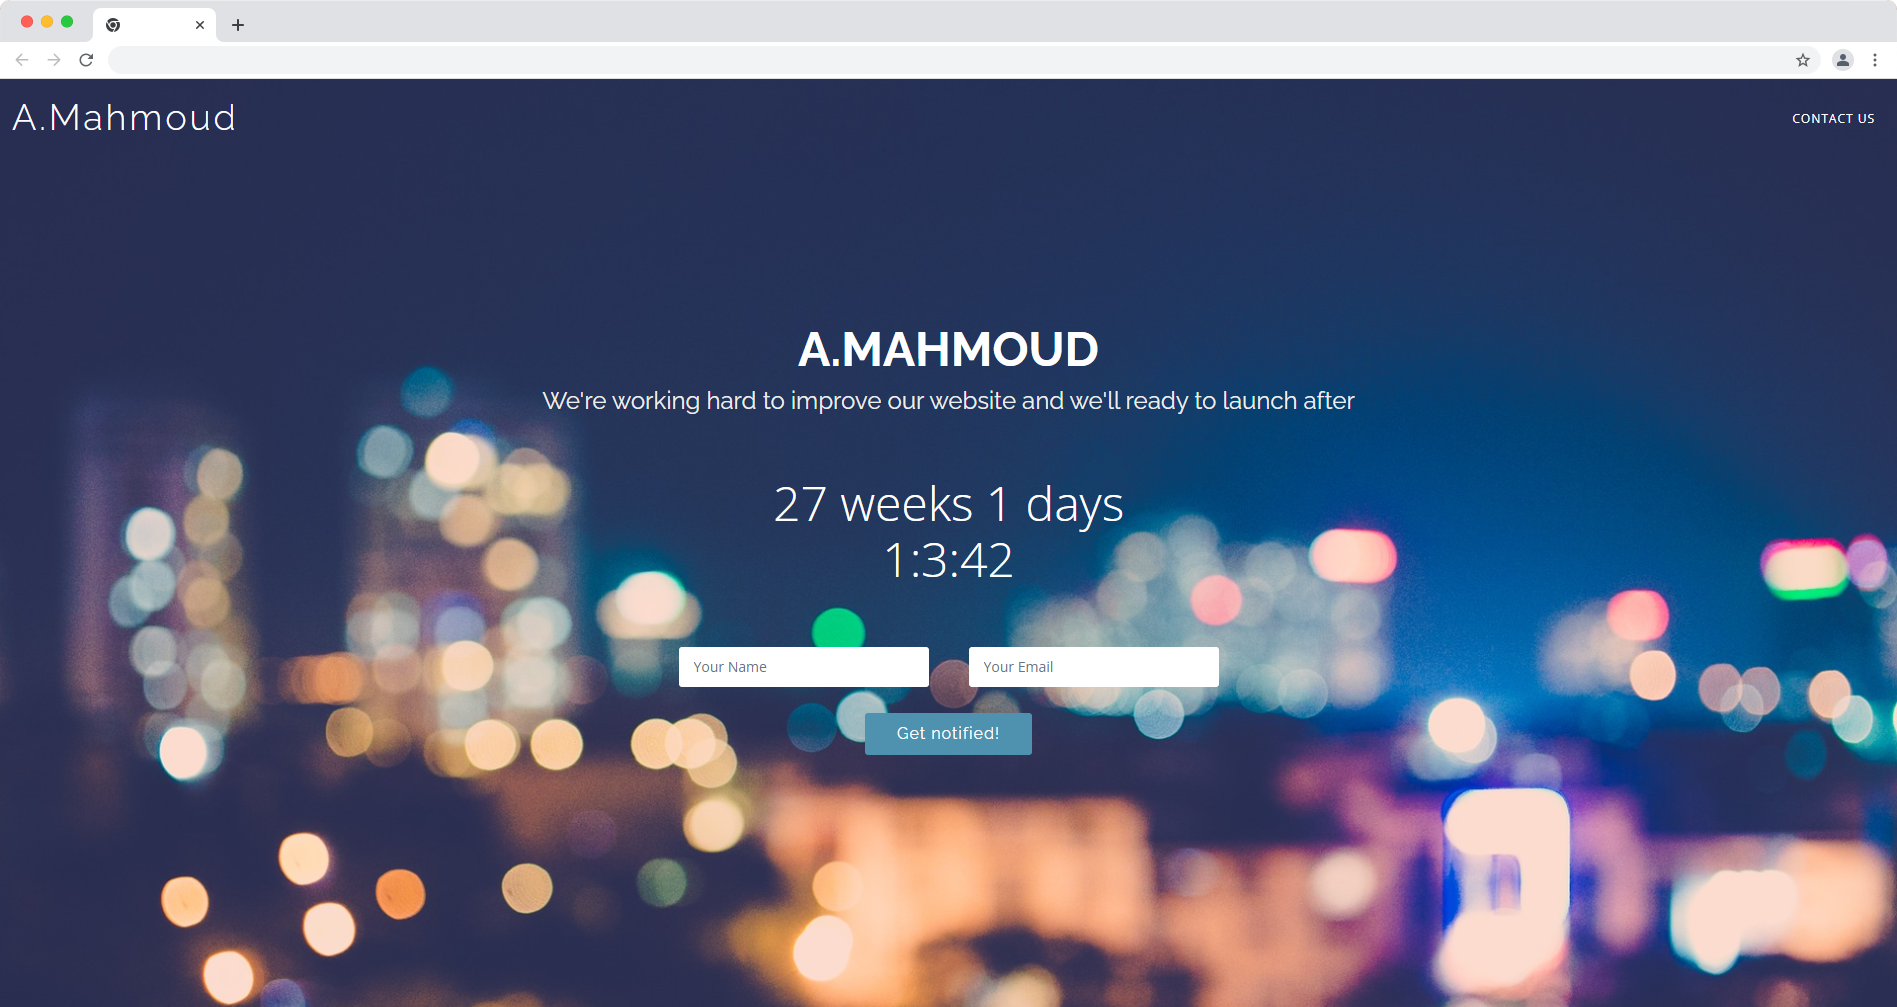 A.Mahmoud
CONTACT US
A.MAHMOUD
We're working hard to improve our website and we'll ready to launch after
27 weeks 1 days
1:3:42
Your Name
Your Email
Get notified!